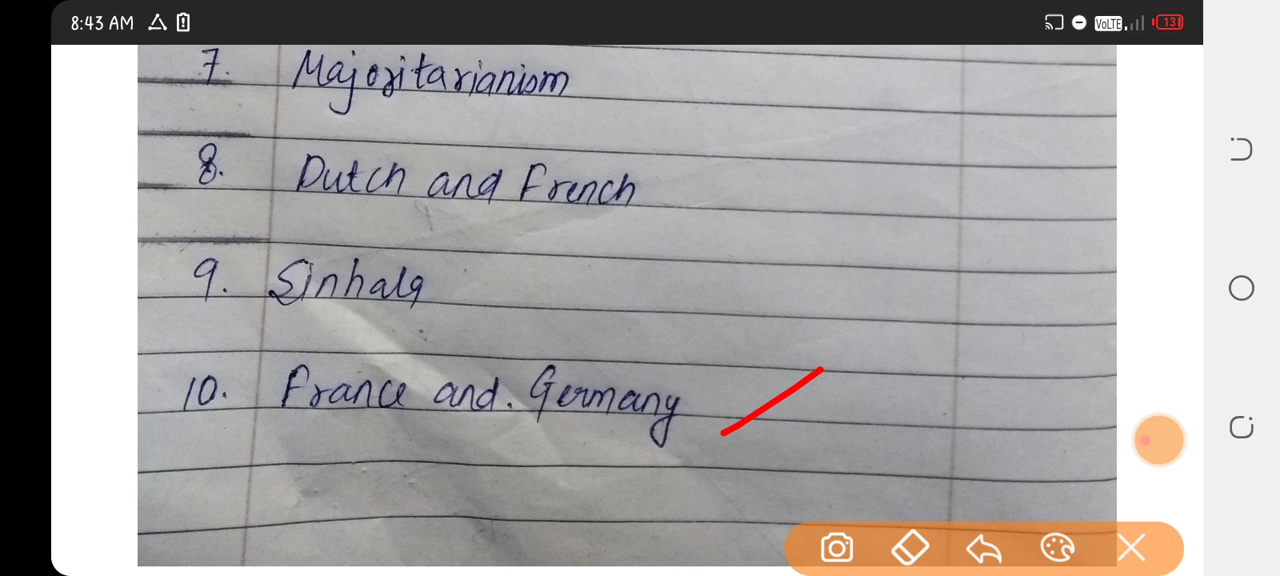 8:43 AM
VoLTE 13
7. Majoritarianism
8. Dutch and French
9. Sinhala
10. France and. Germany